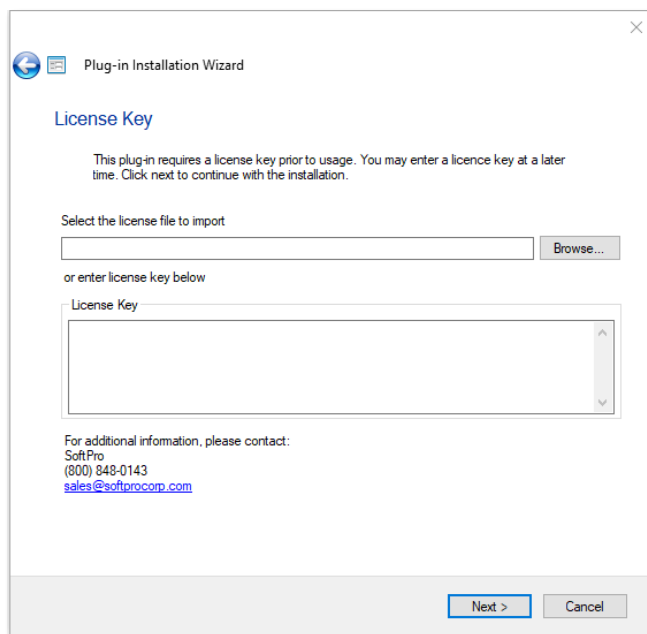 Plug-in Installation Wizard
License Key
This plug-in requires a license key prior to usage. You may enter a licence key at a later
time. Click next to continue with the installation.
Select the license file to import
Browse...
or enter license key below
License Key
For additional information, please contact:
SoftPro
(800) 848-0143
sales@softprocorp.com
Next >
Cancel